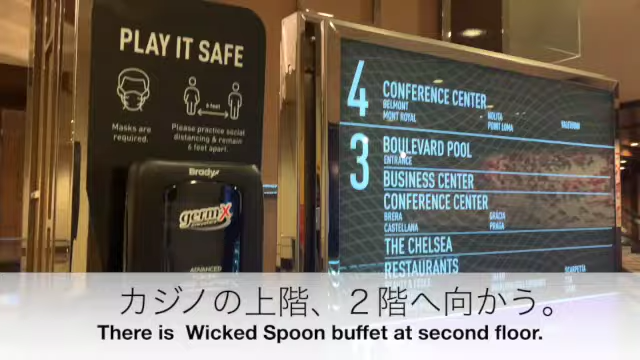 PLAY IT SAFE
6 feet
Masks are
required.
Please practice social
distancing & remain
6 feet apart.
Brady
germX
ADVANCED
4
CONFERENCE CENTER
BELMONT
NOLITA
VALENCIA
MONT ROYAL
POINT LOMA
3
BOULEVARD POOL
ENTRANCE
BUSINESS CENTER
CONFERENCE CENTER
BRERA
GRÀCIA
CASTELLANA
PRAGA
THE CHELSEA
RESTAURANTS
SCARPETTA
カジノの上階、２階へ向かう。
There is Wicked Spoon buffet at second floor.